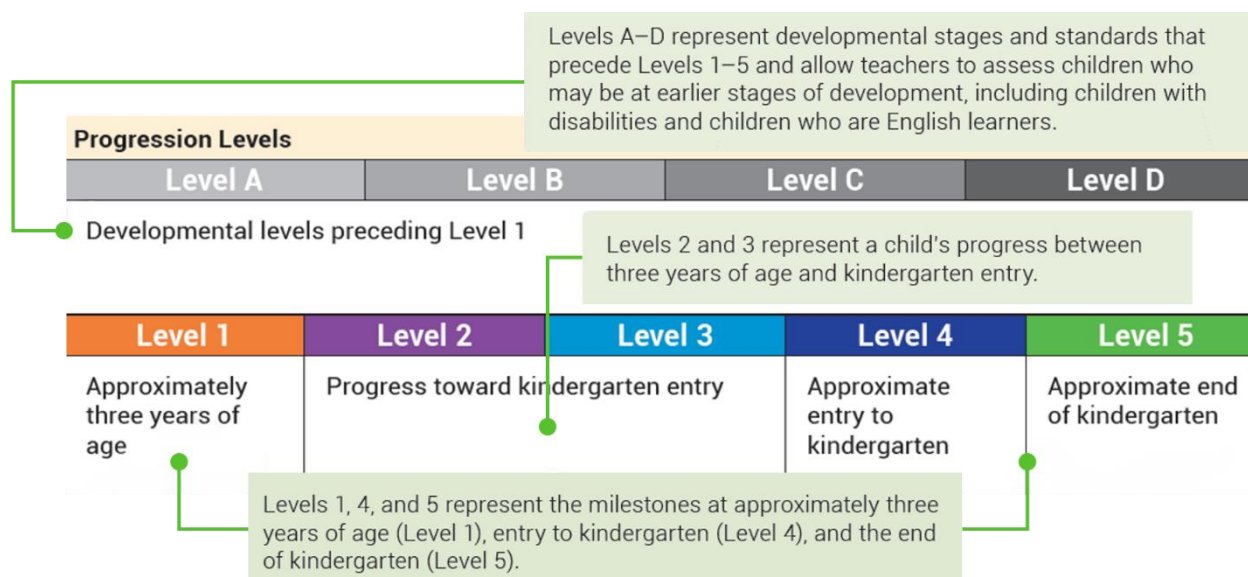 Levels A–D represent developmental stages and standards that
precede Levels 1–5 and allow teachers to assess children who
may be at earlier stages of development, including children with
disabilities and children who are English learners.
Progression Levels
Level A Level B Level C Level D
Developmental levels preceding Level 1
Levels 2 and 3 represent a child's progress between
three years of age and kindergarten entry.
Level 1 Level 2 Level 3 Level 4 Level 5
Approximately
three years of
age
Progress toward kindergarten entry
Approximate
entry to
kindergarten
Approximate end
of kindergarten
Levels 1, 4, and 5 represent the milestones at approximately three
years of age (Level 1), entry to kindergarten (Level 4), and the end
of kindergarten (Level 5).